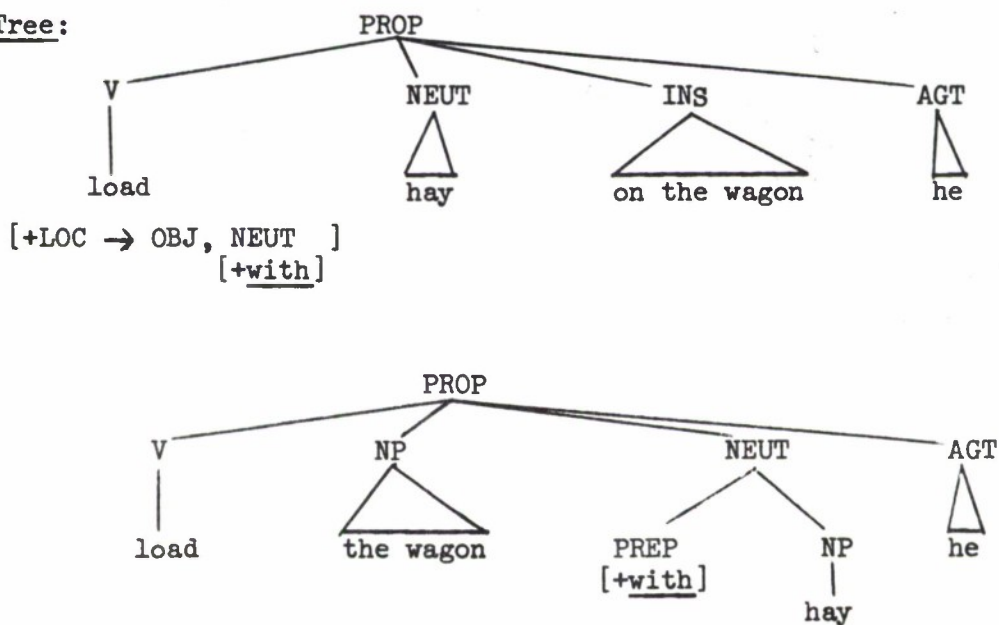 Tree:
PROP
V NEUT INS AGT
load hay on the wagon he
[+LOC → OBJ, NEUT ]
[+with]
PROP
V NP NEUT AGT
load the wagon PREP NP he
[+with]
hay